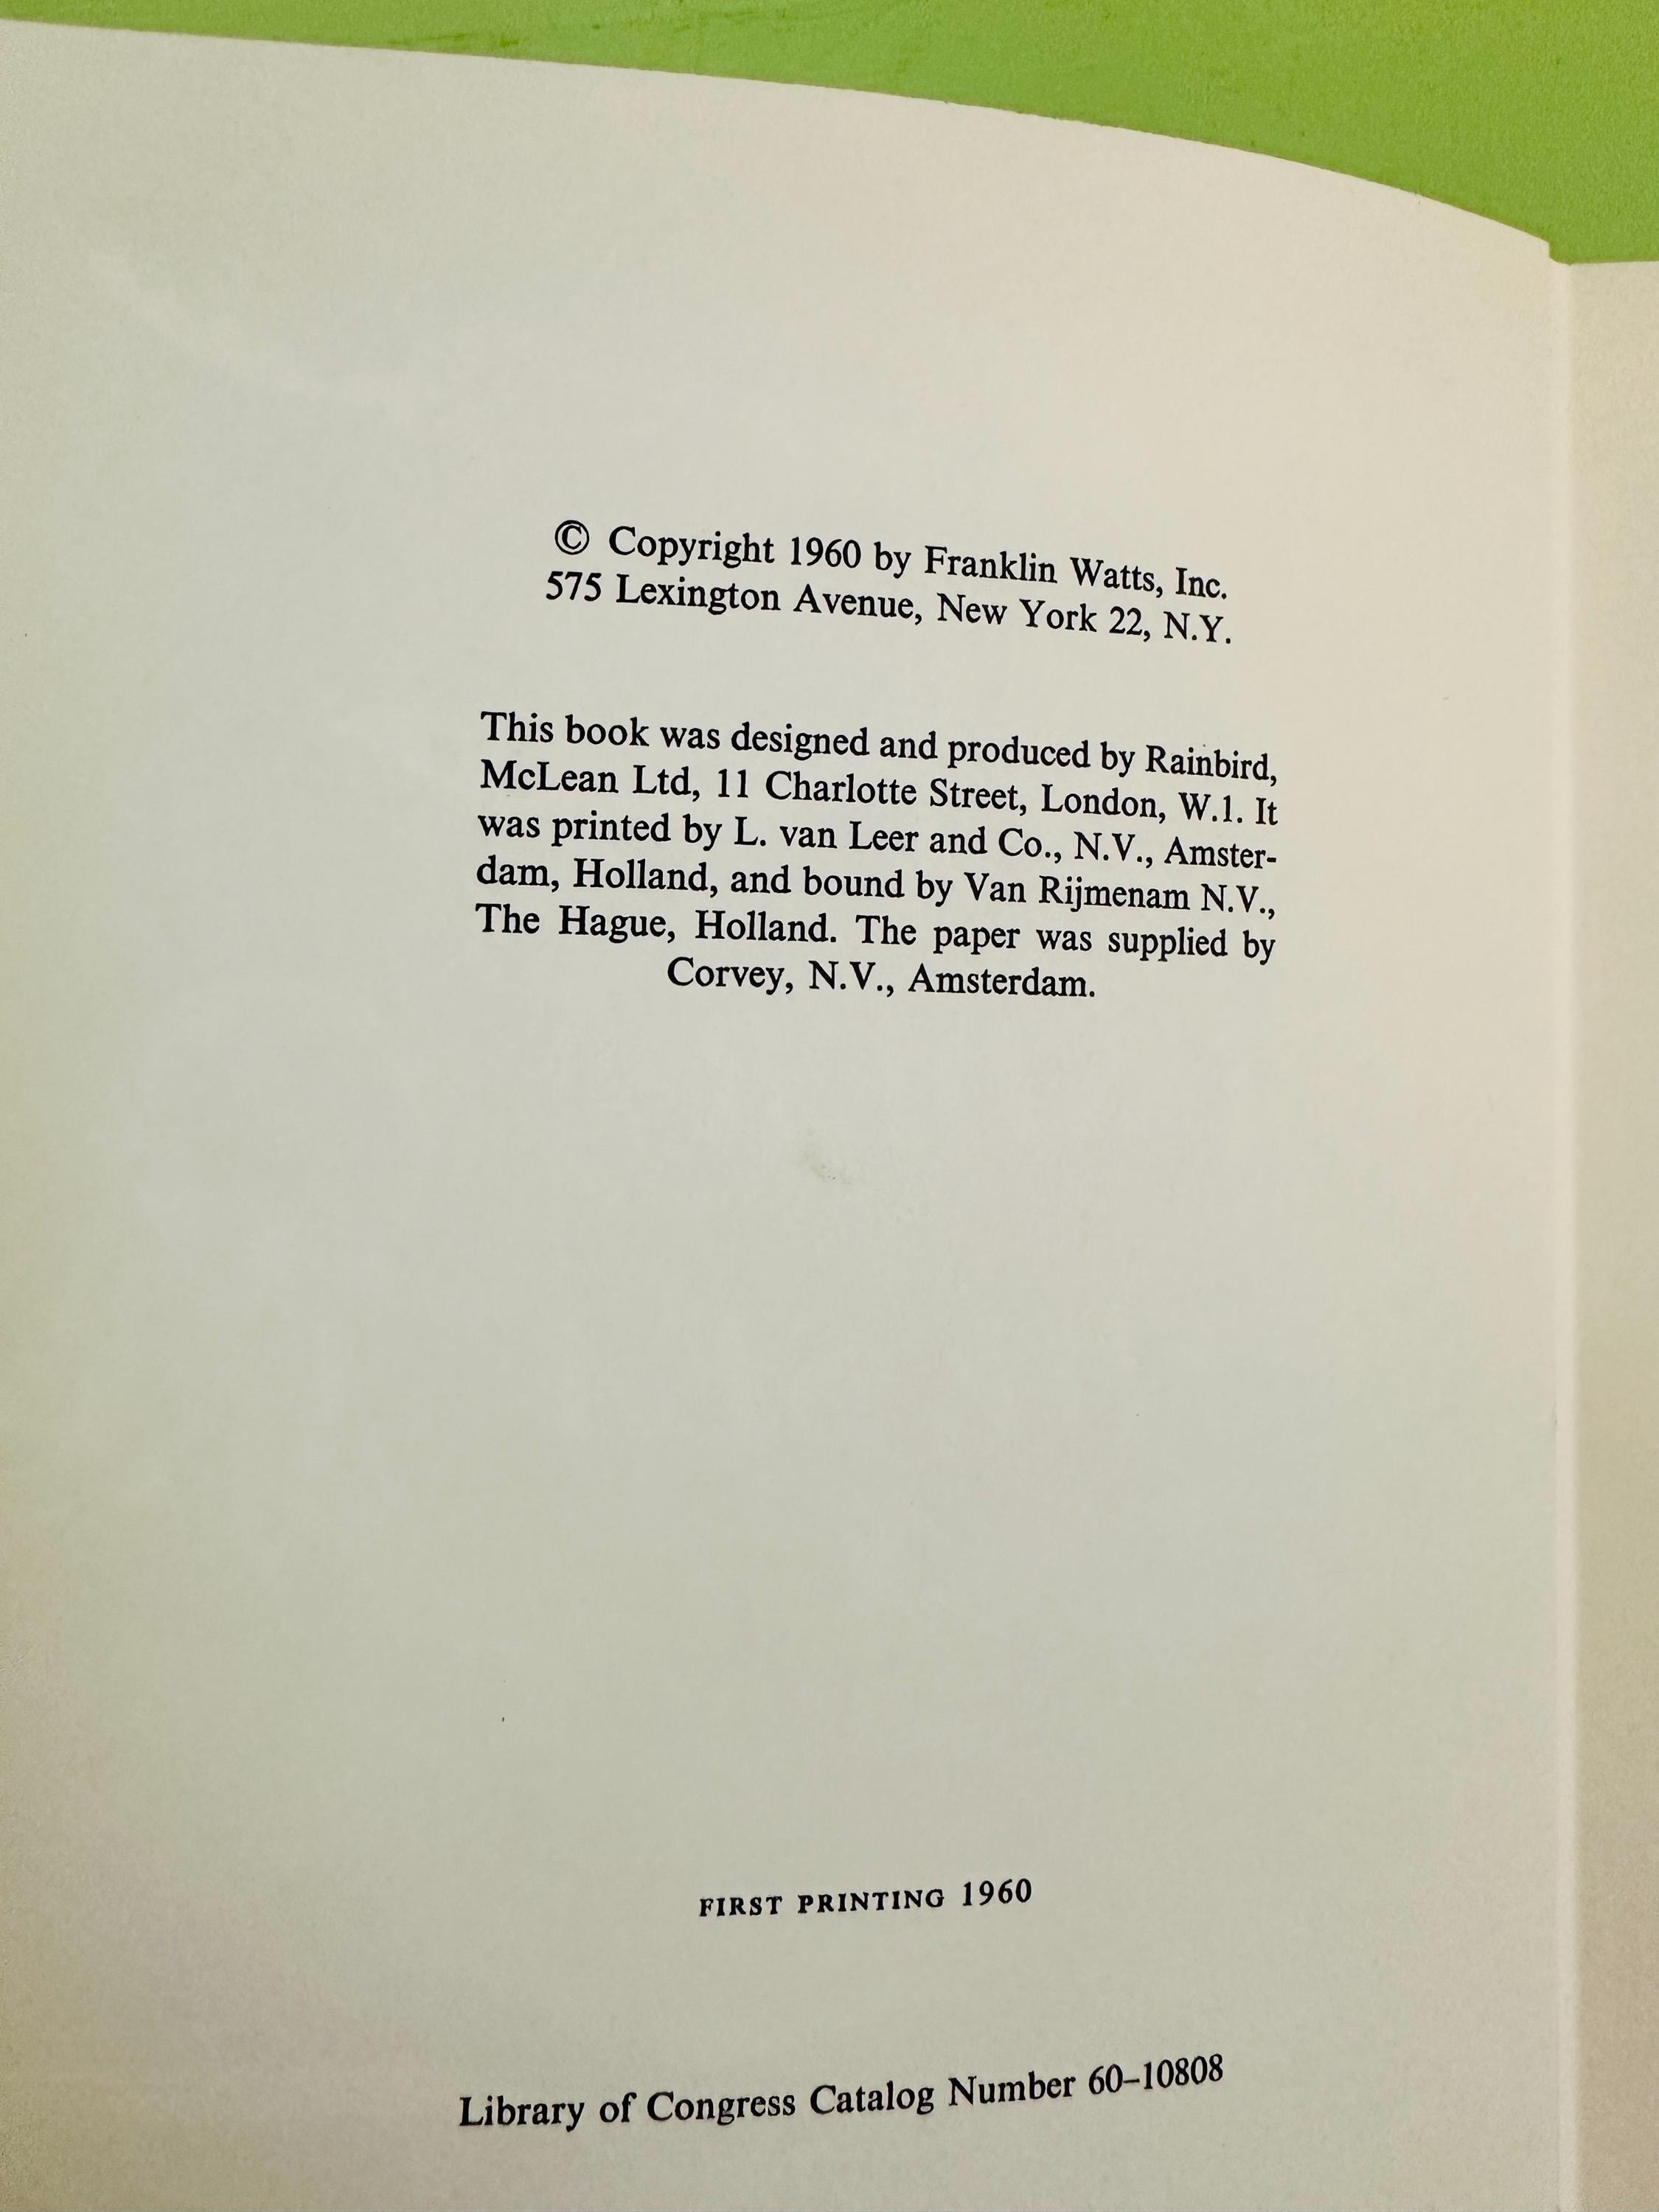 © Copyright 1960 by Franklin Watts, Inc.
575 Lexington Avenue, New York 22, N.Y.
This book was designed and produced by Rainbird,
McLean Ltd, 11 Charlotte Street, London, W.1. It
was printed by L. van Leer and Co., N.V., Amster-
dam, Holland, and bound by Van Rijmenam N.V.,
The Hague, Holland. The paper was supplied by
Corvey, N.V., Amsterdam.
FIRST PRINTING 1960
Library of Congress Catalog Number 60–10808